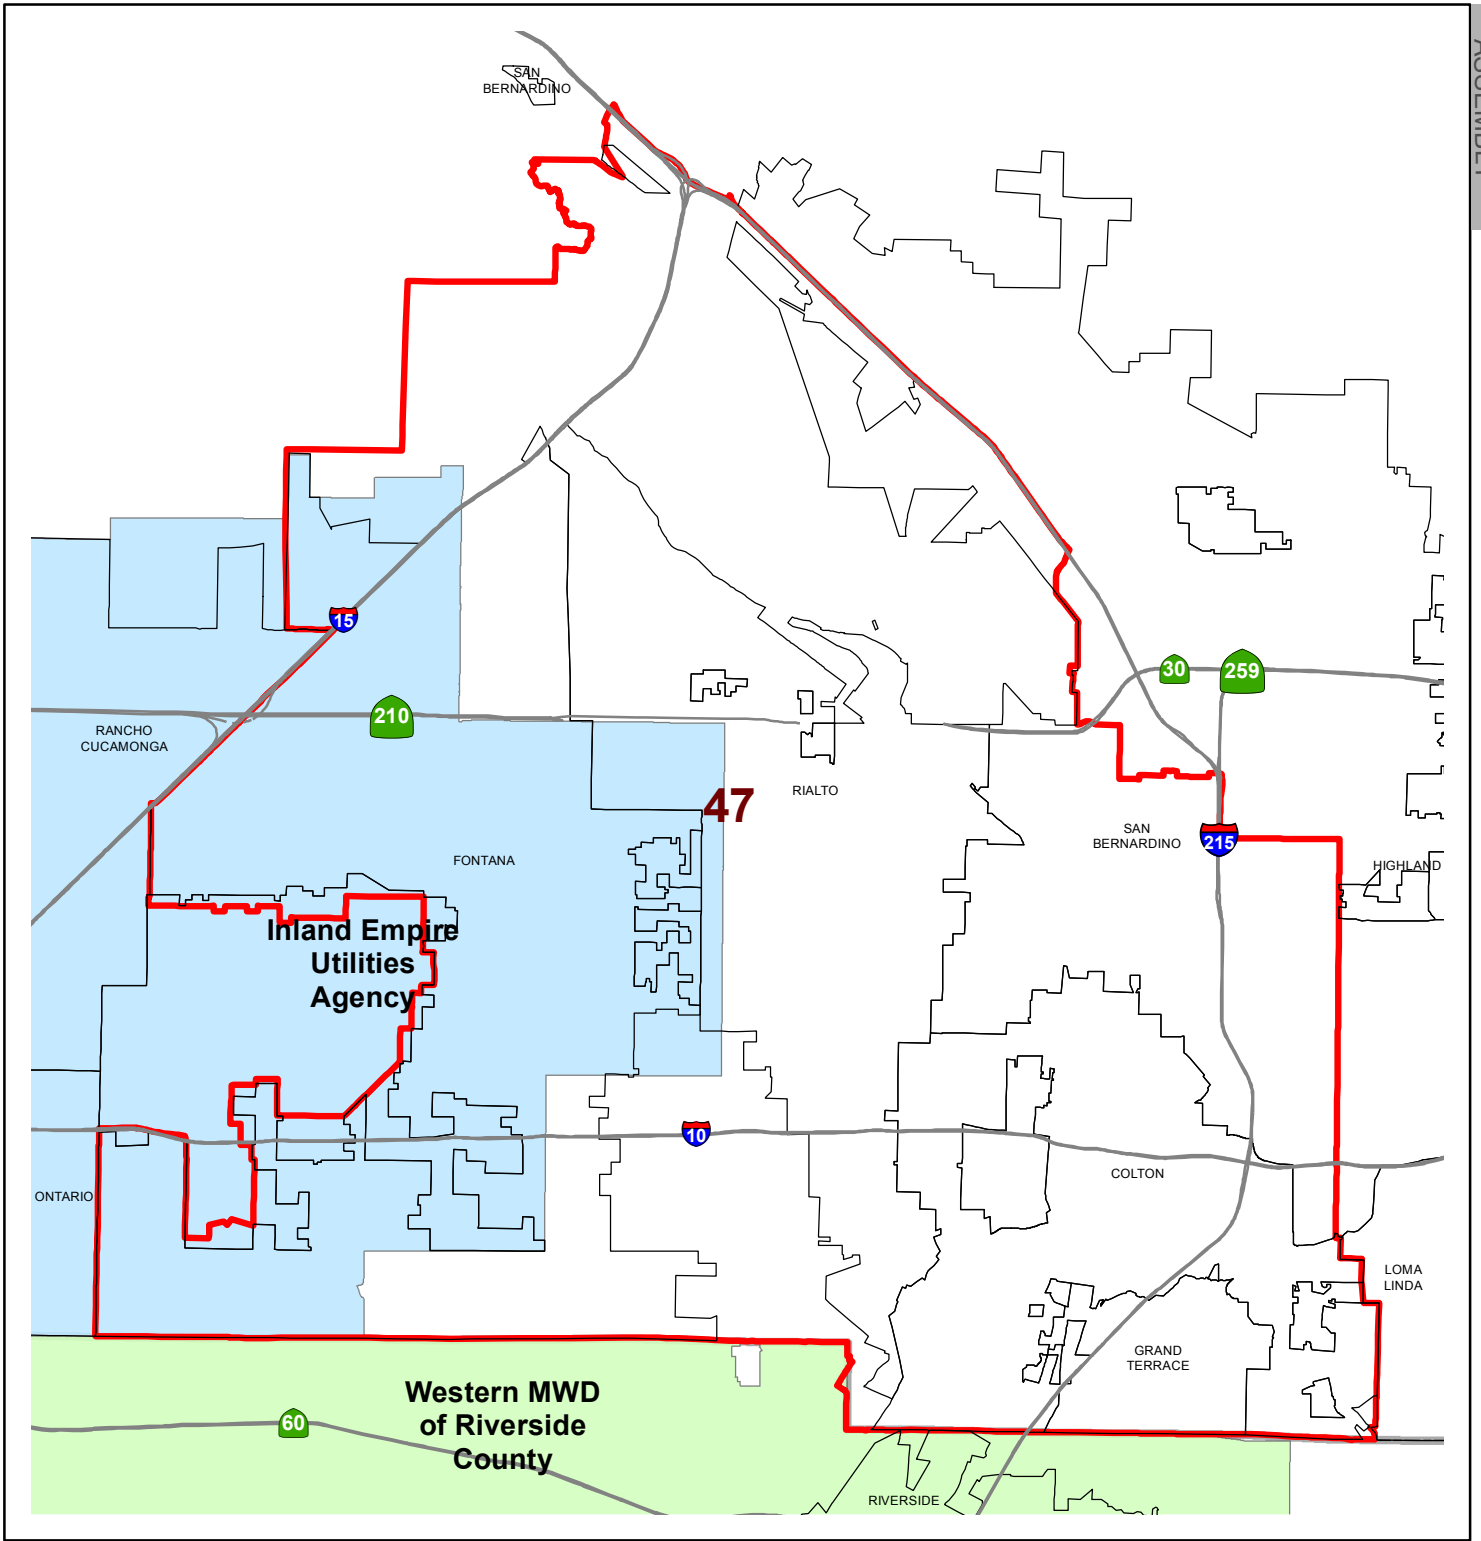 SAN
BERNARDINO
ASSEMBLY
15
30
259
210
RANCHO
CUCAMONGA
47
RIALTO
SAN
BERNARDINO
215
FONTANA
HIGHLAND
Inland Empire
Utilities
Agency
10
COLTON
ONTARIO
LOMA
LINDA
GRAND
TERRACE
Western MWD
of Riverside
County
60
RIVERSIDE